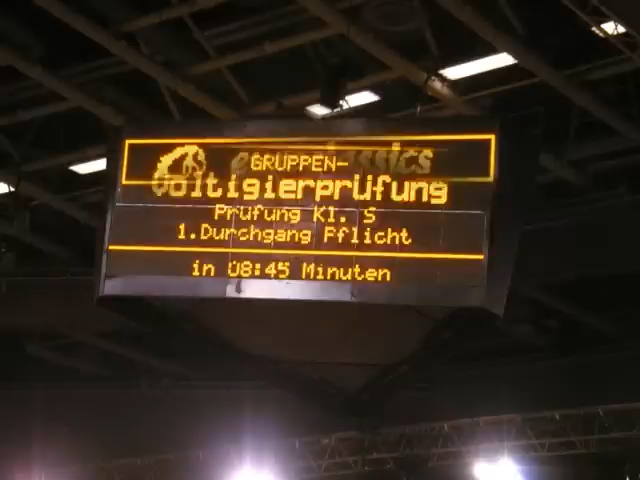 GRUPPEN-
Voltigierprüfung
Prüfung Kl. S
1.Durchgang Pflicht
in 08:45 Minuten